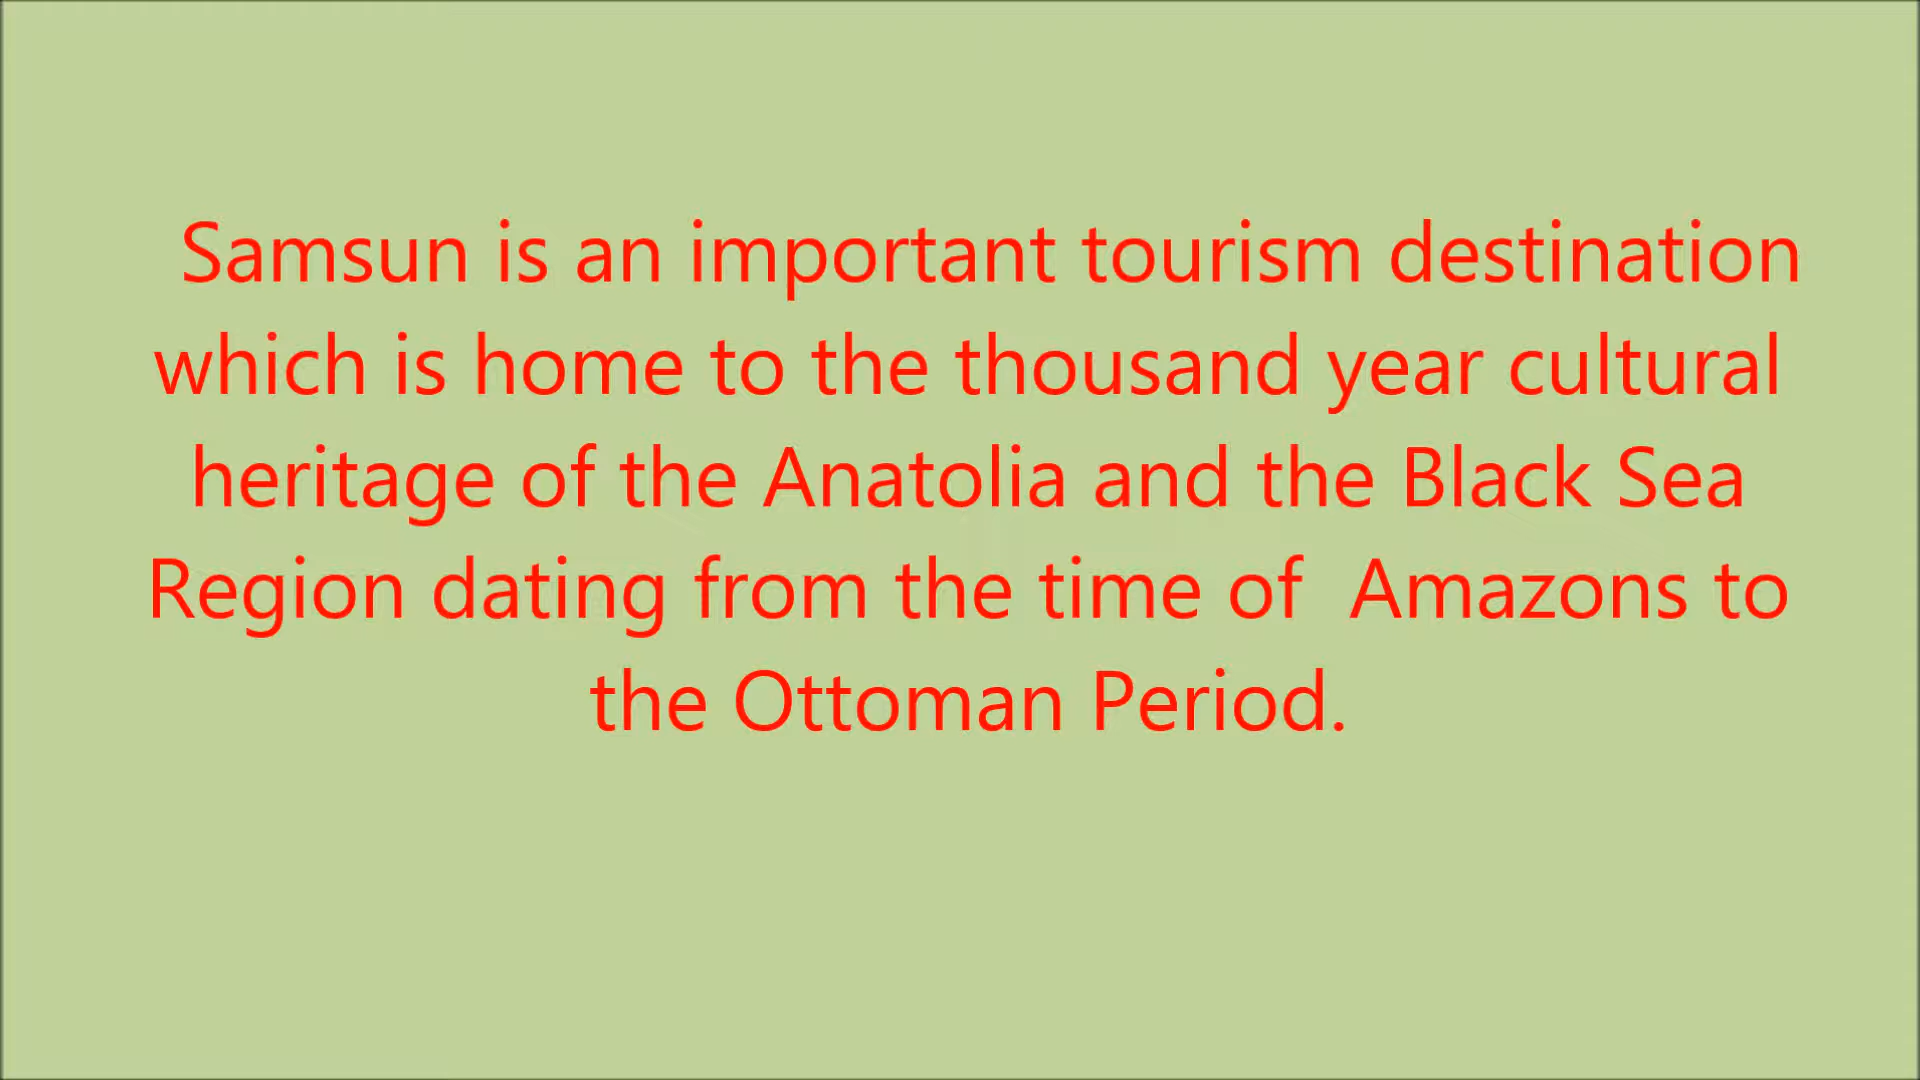 Samsun is an important tourism destination
which is home to the thousand year cultural
heritage of the Anatolia and the Black Sea
Region dating from the time of  Amazons to
the Ottoman Period.